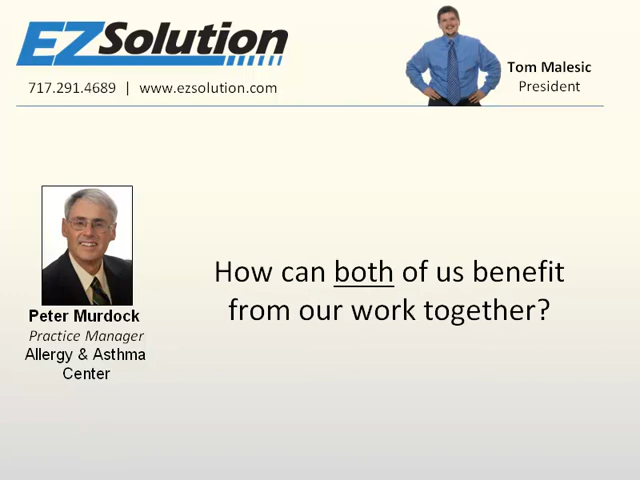 EZSolution
717.291.4689 | www.ezsolution.com
Tom Malesic
President
Peter Murdock
Practice Manager
Allergy & Asthma
Center
How can both of us benefit
from our work together?